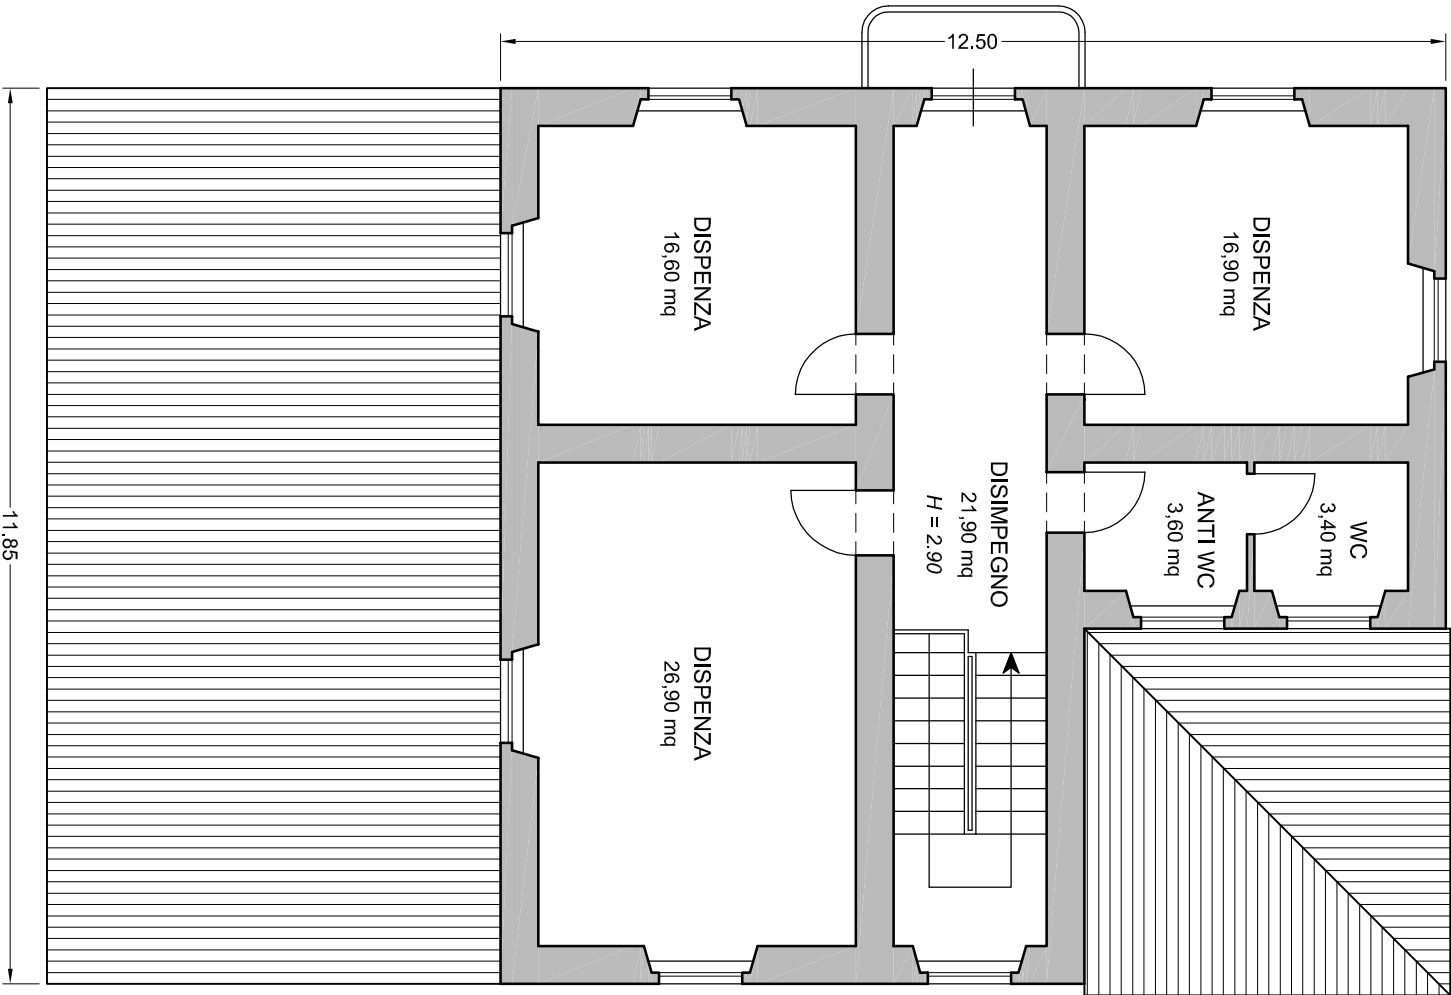 12.50
DISPENZA
16,60 mq
DISPENZA
16,90 mq
DISIMPEGNO
21,90 mq
H = 2.90
ANTI WC
3,60 mq
WC
3,40 mq
DISPENZA
26,90 mq
11.85